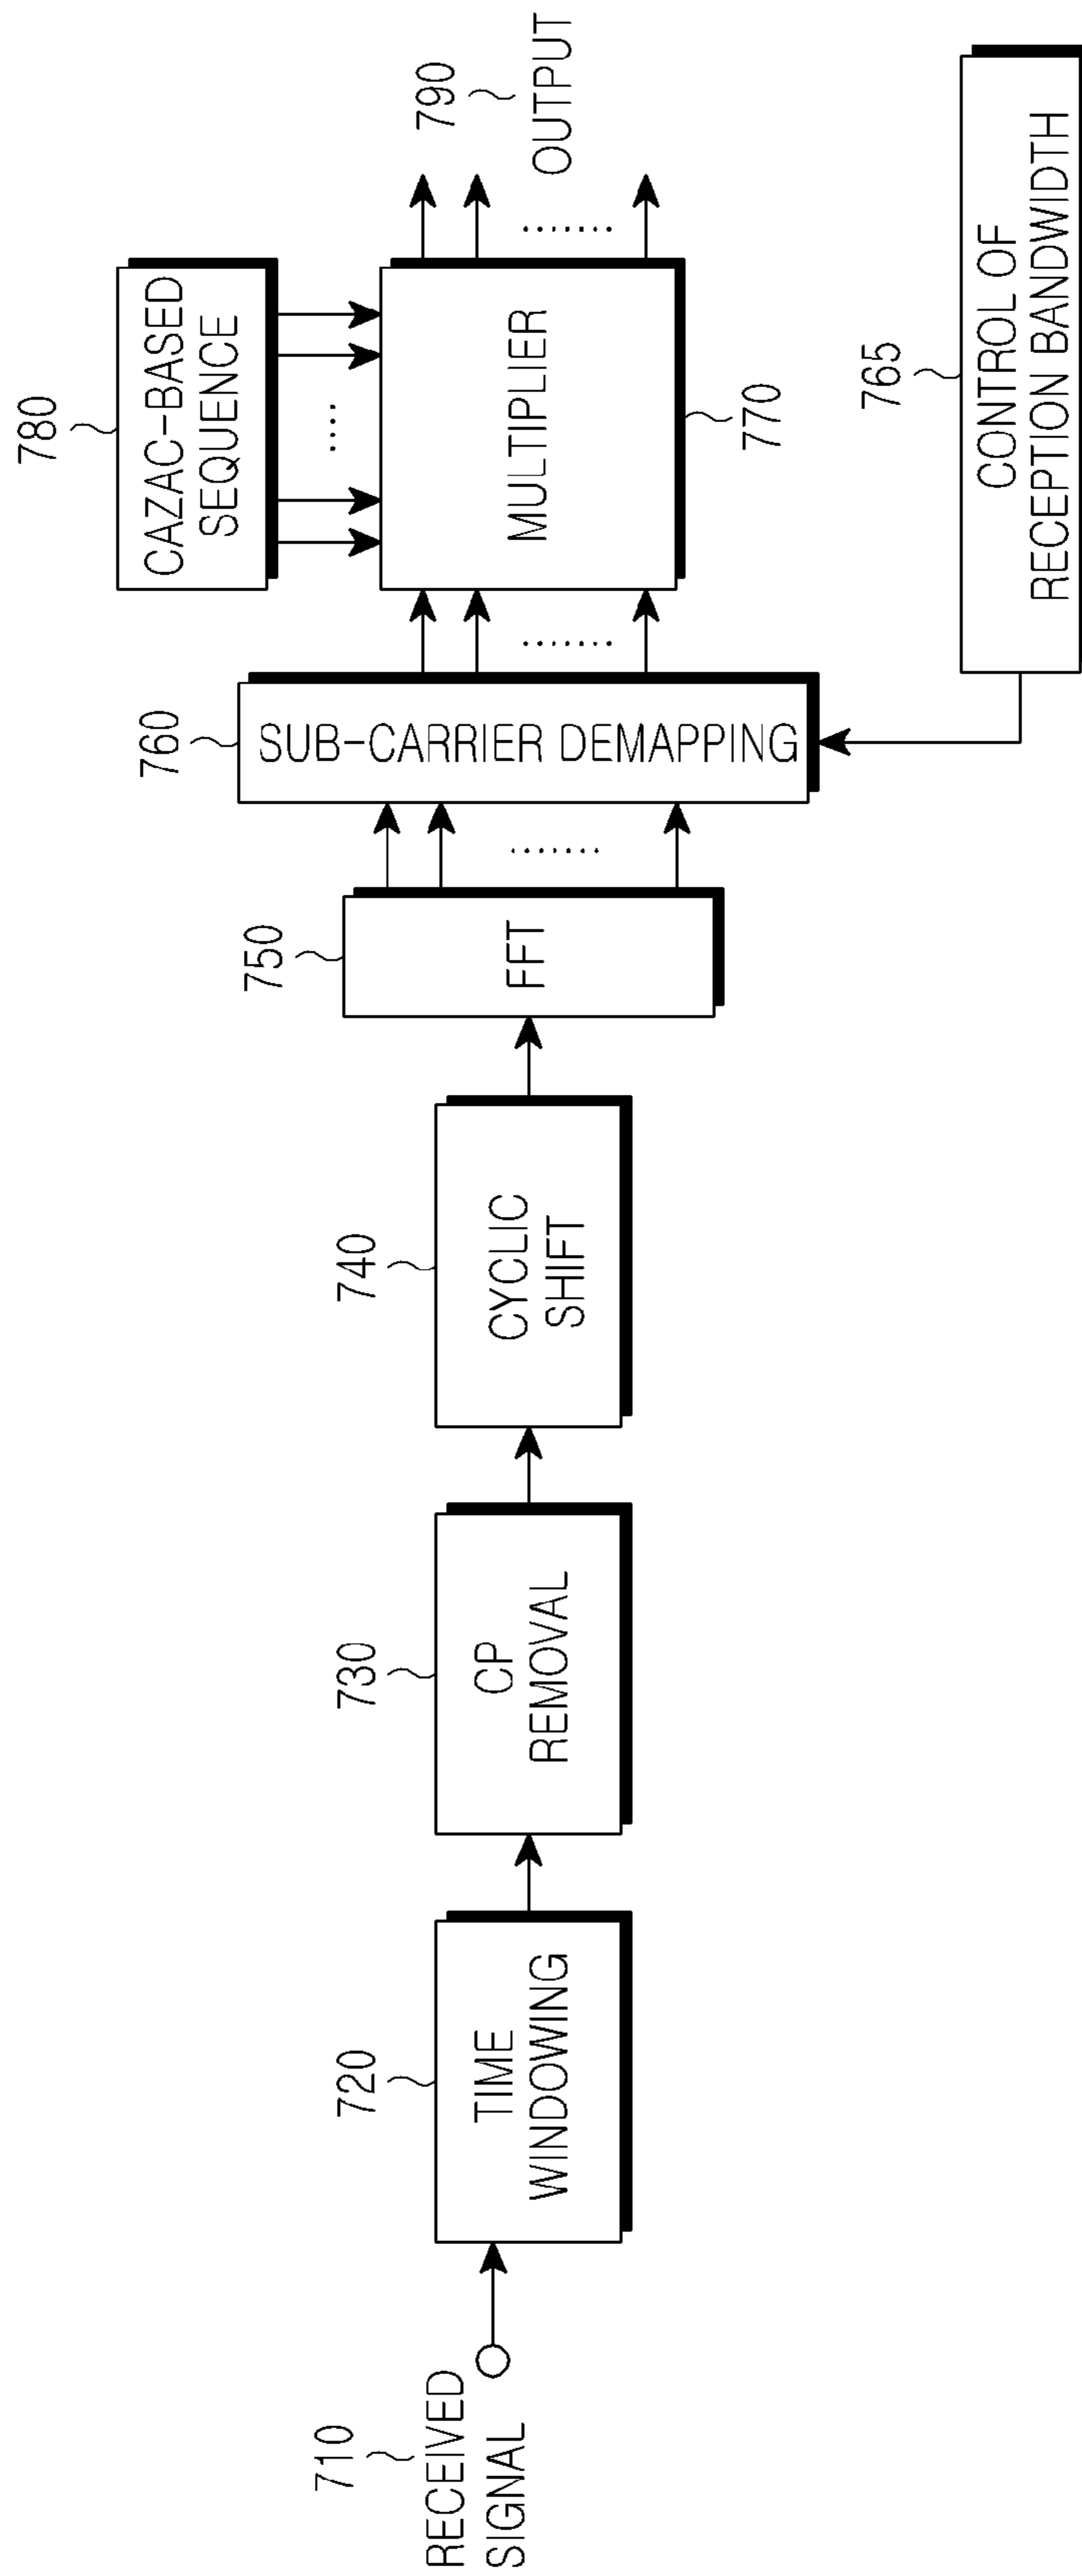 710
RECEIVED
SIGNAL
720
TIME
WINDOWING
730
CP
REMOVAL
740
CYCLIC
SHIFT
750
FFT
760
SUB-CARRIER DEMAPPING
780
CAZAC-BASED
SEQUENCE
MULTIPLIER
770
790
OUTPUT
765
CONTROL OF
RECEPTION BANDWIDTH